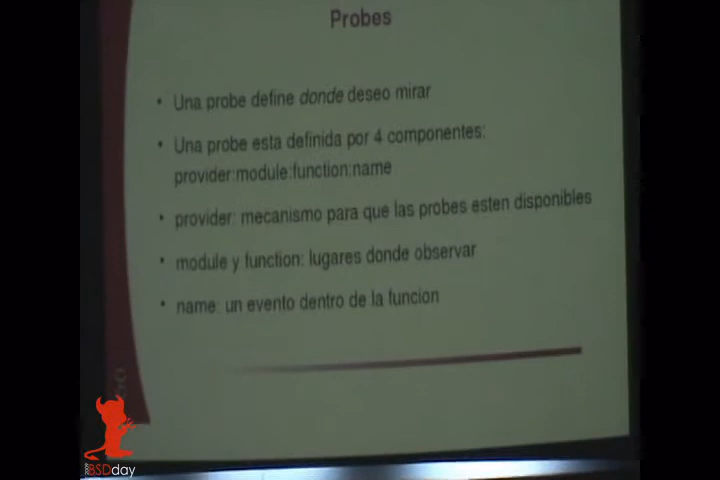 Probes
• Una probe define donde deseo mirar
• Una probe esta definida por 4 componentes:
provider:module:function:name
• provider: mecanismo para que las probes esten disponibles
• module y function: lugares donde observar
• name: un evento dentro de la funcion
BSDday